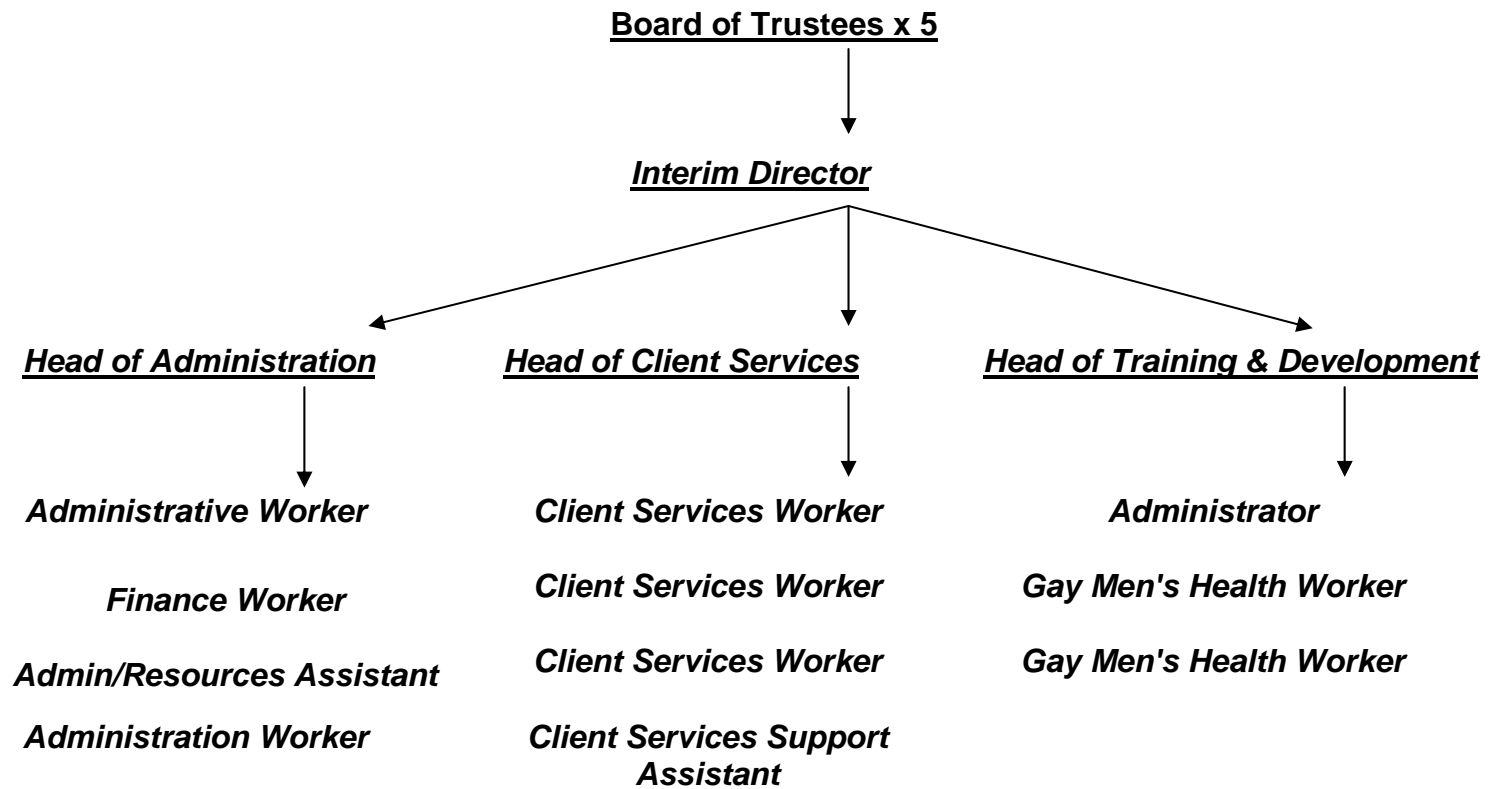 Board of Trustees x 5
Interim Director
Head of Administration
Head of Client Services
Head of Training & Development
Administrative Worker
Finance Worker
Admin/Resources Assistant
Administration Worker
Client Services Worker
Client Services Worker
Client Services Worker
Client Services Support
Assistant
Administrator
Gay Men's Health Worker
Gay Men's Health Worker